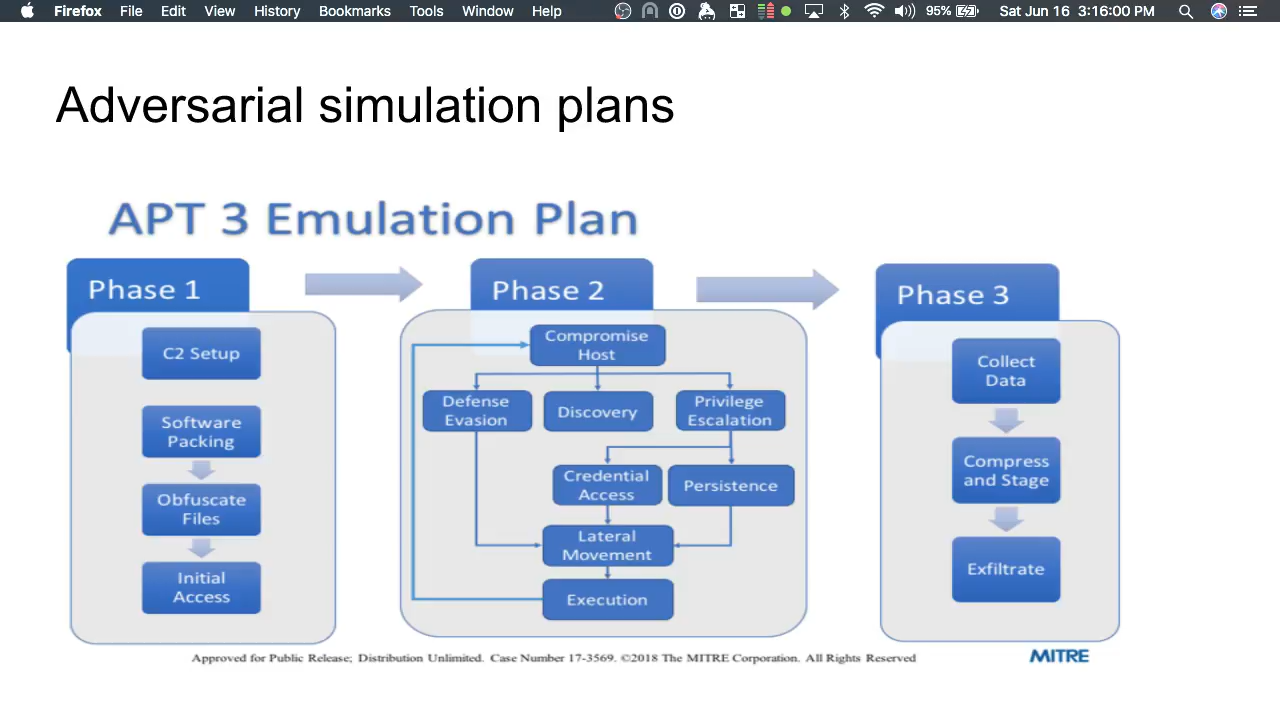 Firefox File Edit View History Bookmarks Tools Window Help 95% Sat Jun 16 3:16:00 PM
Adversarial simulation plans
APT 3 Emulation Plan
Phase 1
C2 Setup
Software
Packing
Obfuscate
Files
Initial
Access
Phase 2
Compromise
Host
Defense
Evasion
Discovery
Privilege
Escalation
Credential
Access
Persistence
Lateral
Movement
Execution
Phase 3
Collect
Data
Compress
and Stage
Exfiltrate
Approved for Public Release; Distribution Unlimited. Case Number 17-3569. ©2018 The MITRE Corporation. All Rights Reserved
MITRE